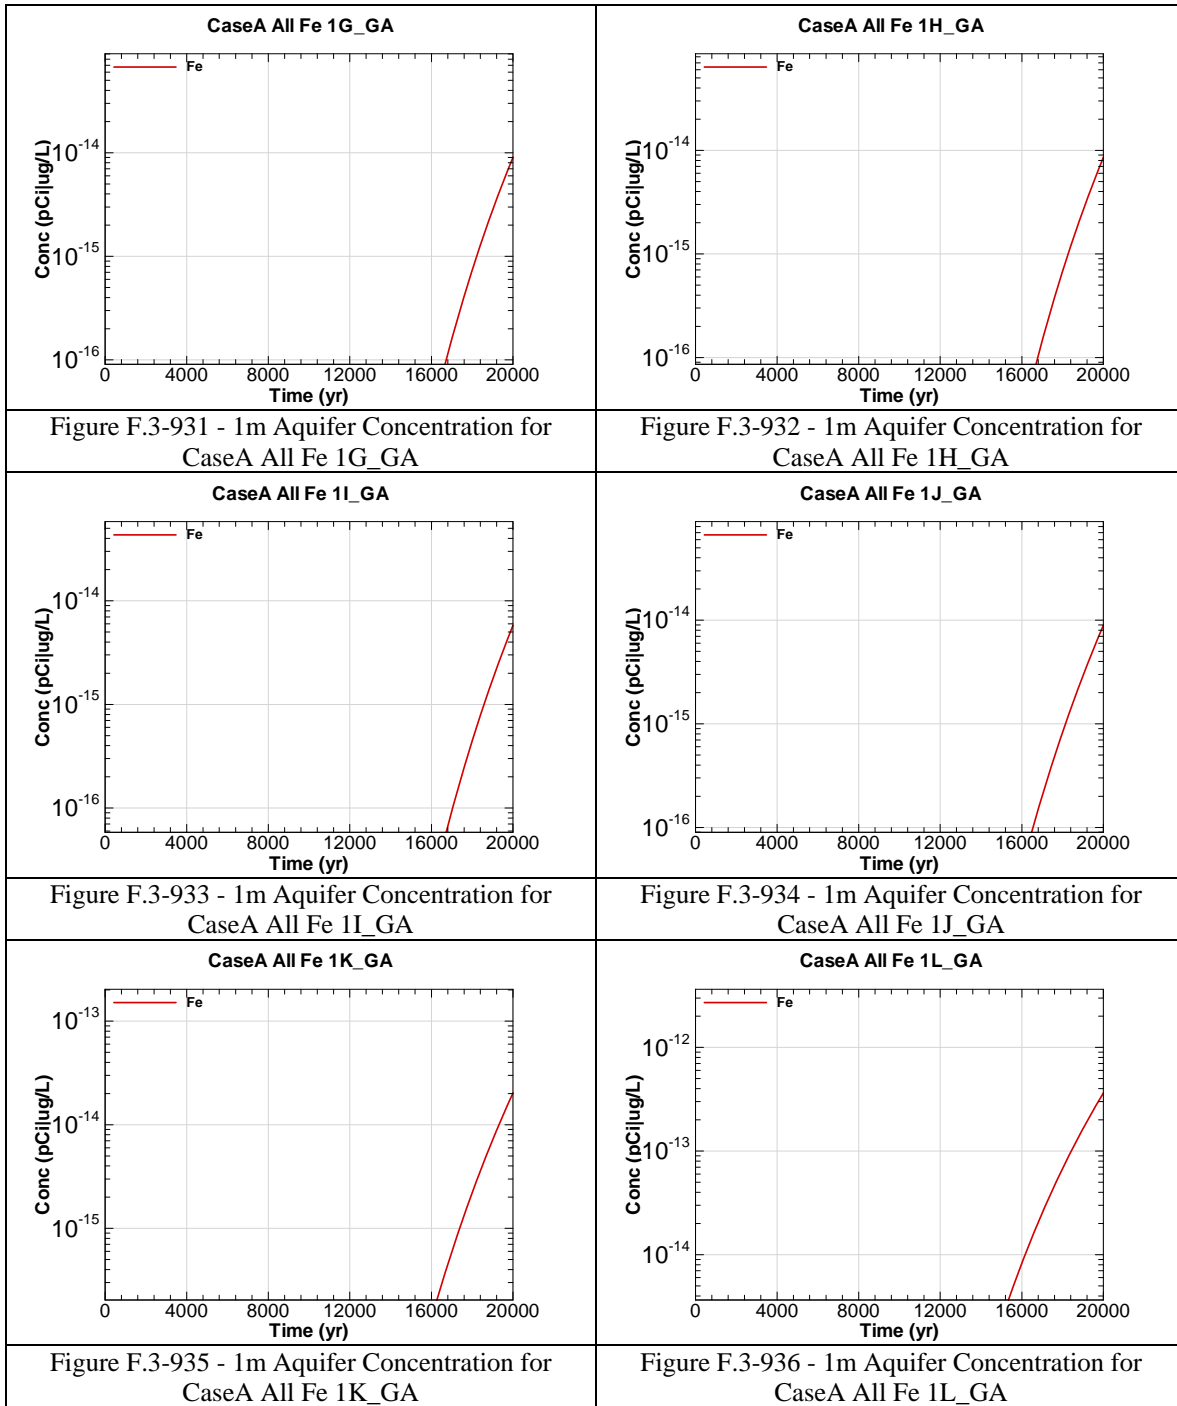 CaseA All Fe 1G_GA
Fe
10-14
10-15
10-16
Conc (pCi|ug/L)
0 4000 8000 12000 16000 20000
Time (yr)
Figure F.3-931 - 1m Aquifer Concentration for
CaseA All Fe 1G_GA
CaseA All Fe 1H_GA
Fe
10-14
10-15
10-16
Conc (pCi|ug/L)
0 4000 8000 12000 16000 20000
Time (yr)
Figure F.3-932 - 1m Aquifer Concentration for
CaseA All Fe 1H_GA
CaseA All Fe 1I_GA
Fe
10-14
10-15
10-16
Conc (pCi|ug/L)
0 4000 8000 12000 16000 20000
Time (yr)
Figure F.3-933 - 1m Aquifer Concentration for
CaseA All Fe 1I_GA
CaseA All Fe 1J_GA
Fe
10-14
10-15
10-16
Conc (pCi|ug/L)
0 4000 8000 12000 16000 20000
Time (yr)
Figure F.3-934 - 1m Aquifer Concentration for
CaseA All Fe 1J_GA
CaseA All Fe 1K_GA
Fe
10-13
10-14
10-15
Conc (pCi|ug/L)
0 4000 8000 12000 16000 20000
Time (yr)
Figure F.3-935 - 1m Aquifer Concentration for
CaseA All Fe 1K_GA
CaseA All Fe 1L_GA
Fe
10-12
10-13
10-14
Conc (pCi|ug/L)
0 4000 8000 12000 16000 20000
Time (yr)
Figure F.3-936 - 1m Aquifer Concentration for
CaseA All Fe 1L_GA